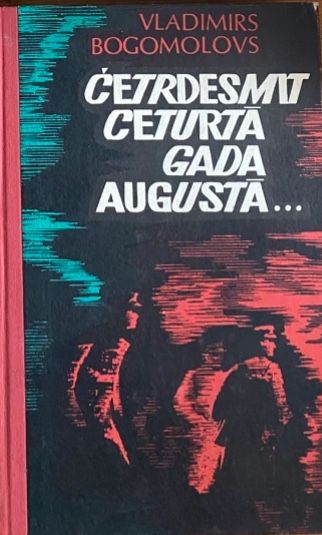 VLADIMIRS
BOGOMOLOVS
ČETRDESMIT
CETURTĀ
GADA
AUGUSTĀ...